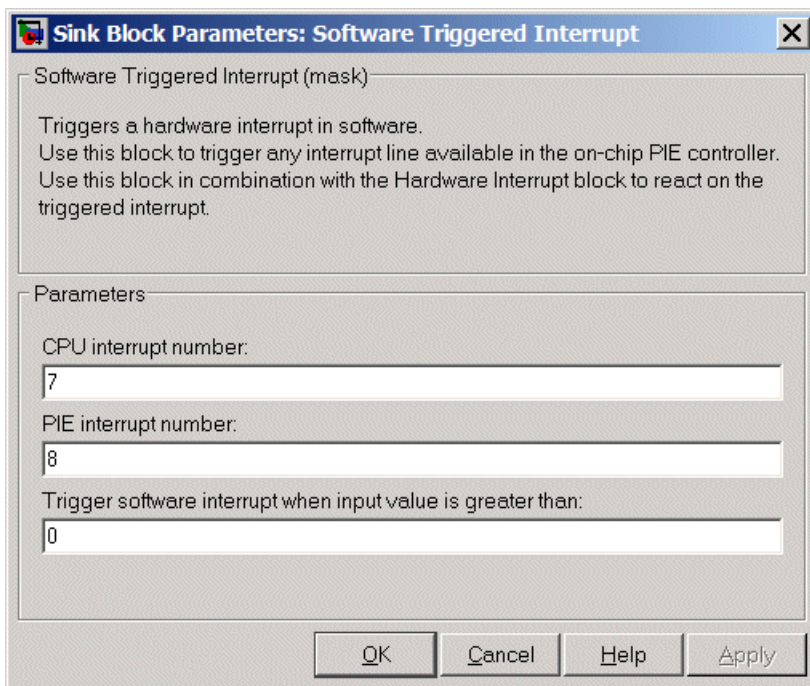 Sink Block Parameters: Software Triggered Interrupt
Software Triggered Interrupt (mask)
Triggers a hardware interrupt in software.
Use this block to trigger any interrupt line available in the on-chip PIE controller.
Use this block in combination with the Hardware Interrupt block to react on the
triggered interrupt.
Parameters
CPU interrupt number:
7
PIE interrupt number:
8
Trigger software interrupt when input value is greater than:
0
OK Cancel Help Apply